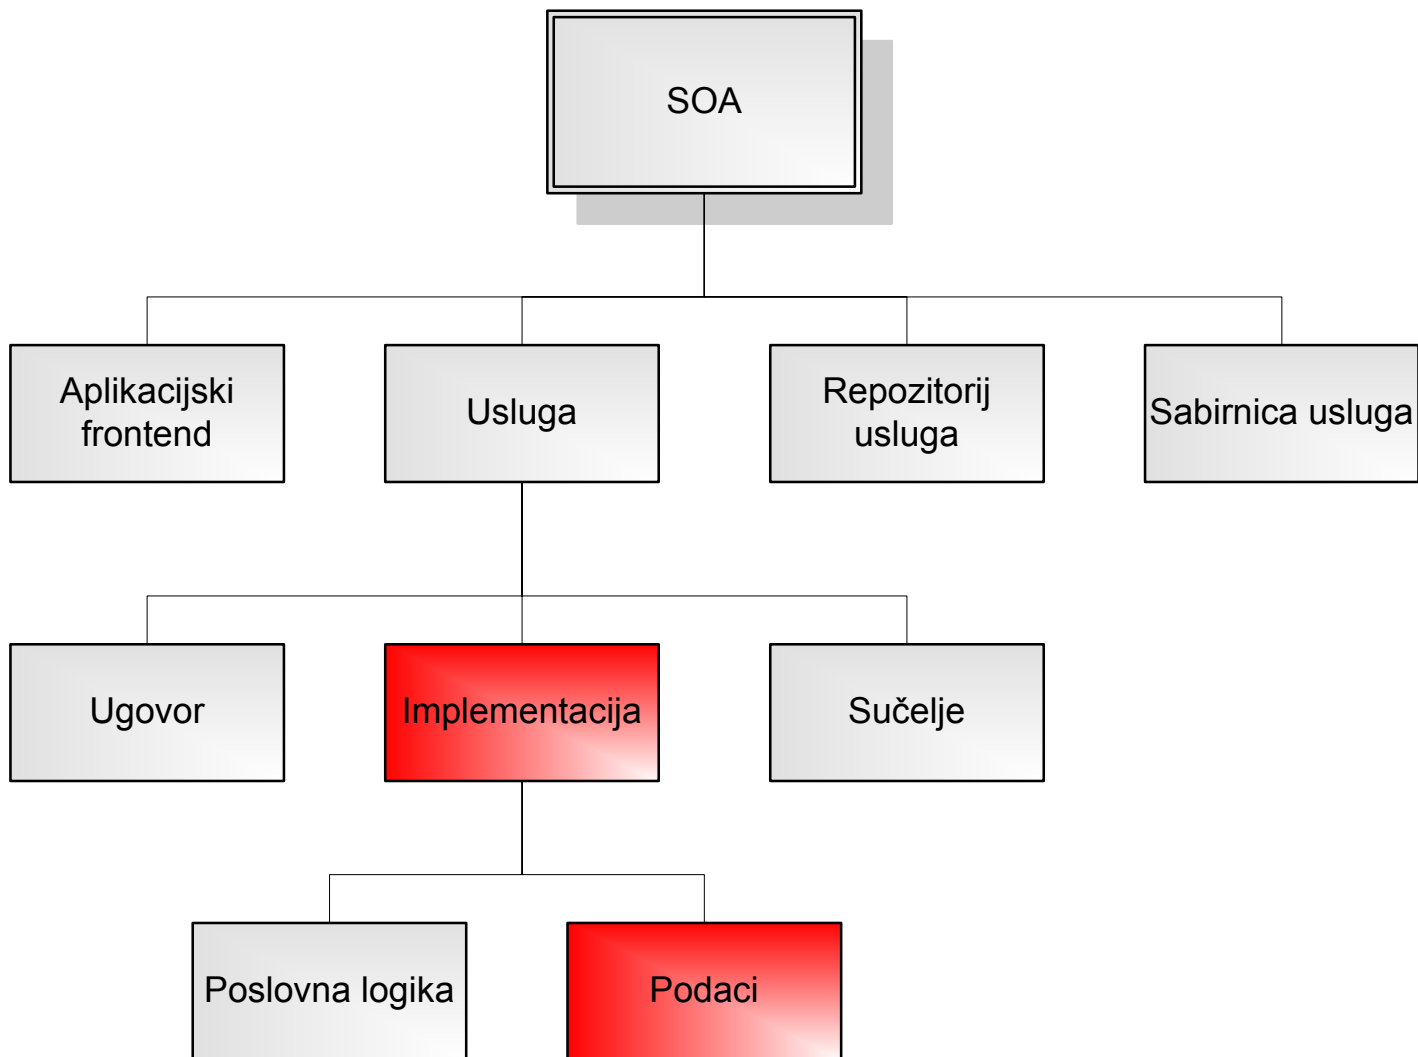 SOA
Aplikacijski
frontend
Usluga
Repozitorij
usluga
Sabirnica usluga
Ugovor
Implementacija
Sučelje
Poslovna logika
Podaci